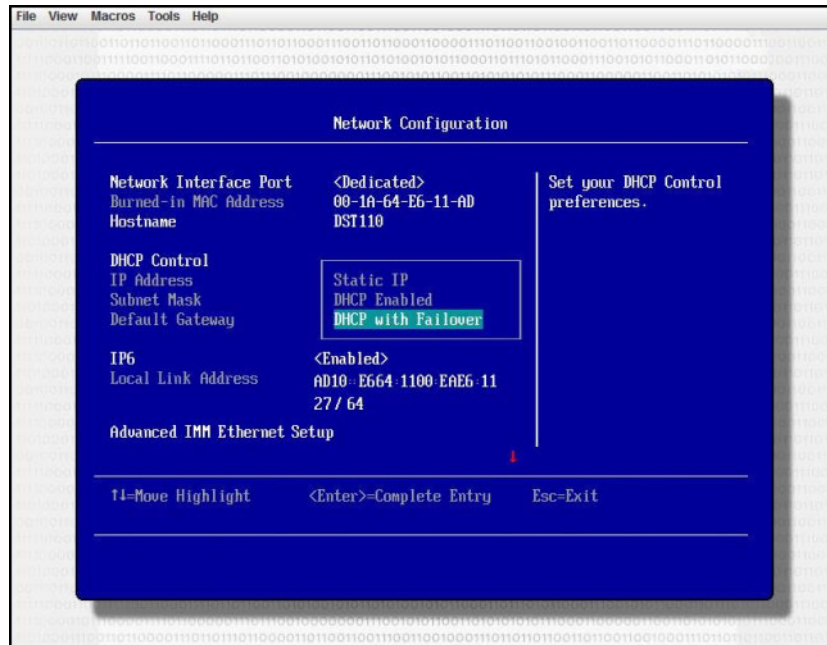 File View Macros Tools Help
Network Configuration
Network Interface Port <Dedicated>
Burned-in MAC Address 00-1A-64-E6-11-AD
Hostname DST110
Set your DHCP Control
preferences.
DHCP Control
IP Address Static IP
Subnet Mask DHCP Enabled
Default Gateway DHCP with Failover
IP6 <Enabled>
Local Link Address AD10::E664:1100:EAE6:11
27/64
Advanced IMM Ethernet Setup
↓
↑↓=Move Highlight <Enter>=Complete Entry Esc=Exit